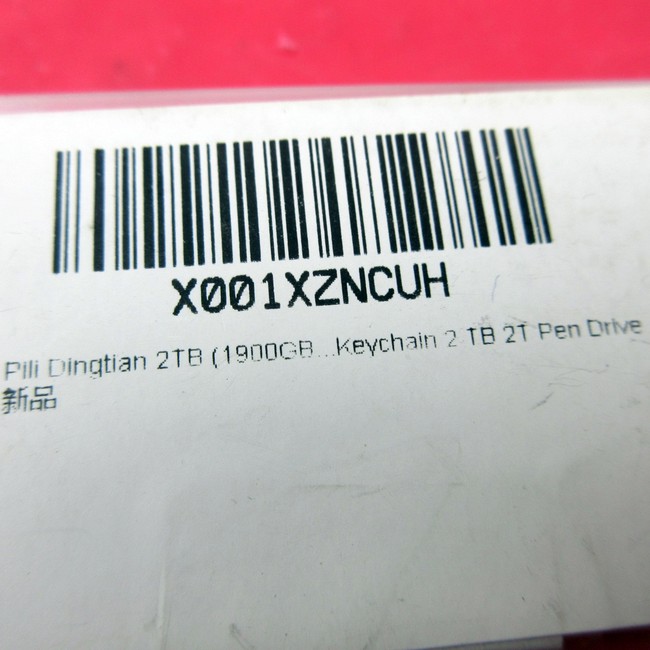 X001XZNCUH
Pili Dingtian 2TB (1900GB...Keychain 2 TB 2T Pen Drive
新品